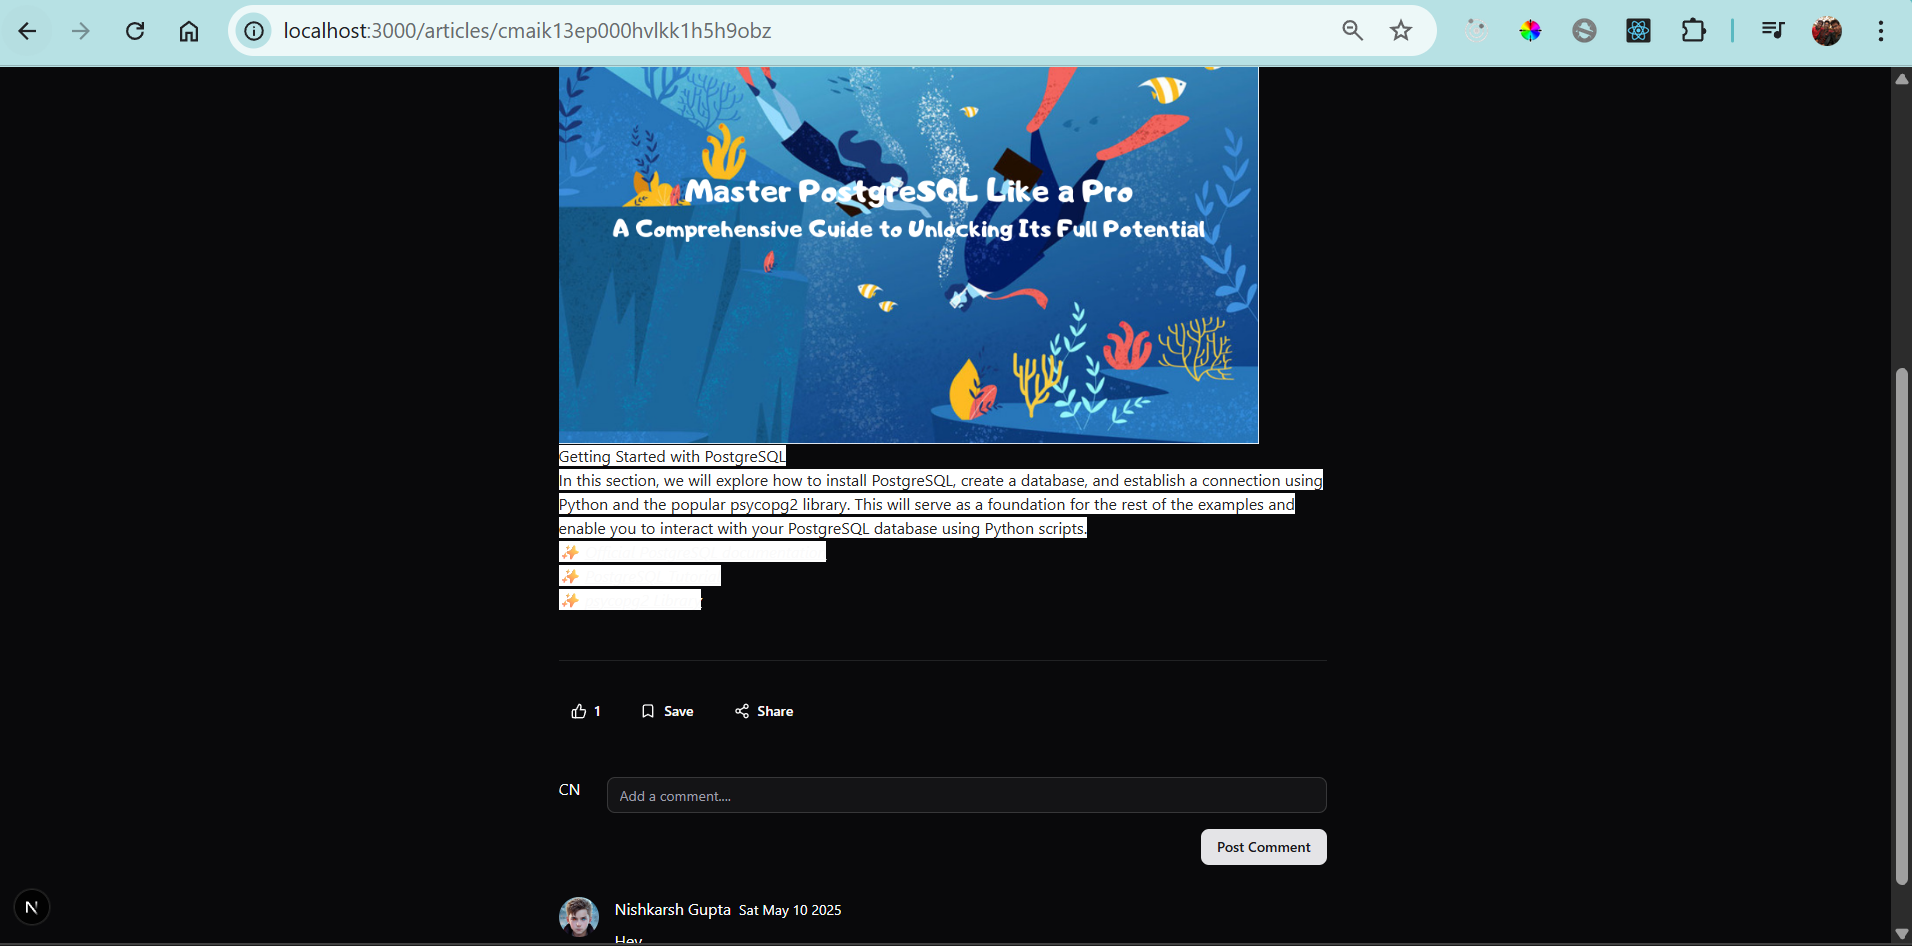 localhost:3000/articles/cmaik13ep000hvlkk1h5h9obz
Master PostgreSQL Like a Pro
A Comprehensive Guide to Unlocking Its Full Potential
Getting Started with PostgreSQL
In this section, we will explore how to install PostgreSQL, create a database, and establish a connection using
Python and the popular psycopg2 library. This will serve as a foundation for the rest of the examples and
enable you to interact with your PostgreSQL database using Python scripts.
✨
✨
✨
1 Save Share
CN Add a comment....
Post Comment
N
Nishkarsh Gupta Sat May 10 2025
Hey